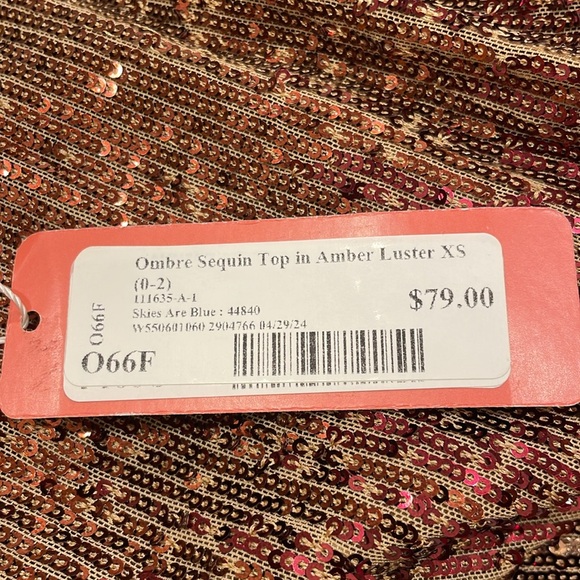 Ombre Sequin Top in Amber Luster XS
(0-2)
111635-A-1
Skies Are Blue : 44840
W550601060 2904766 04/29/24
$79.00
O66F
O66F